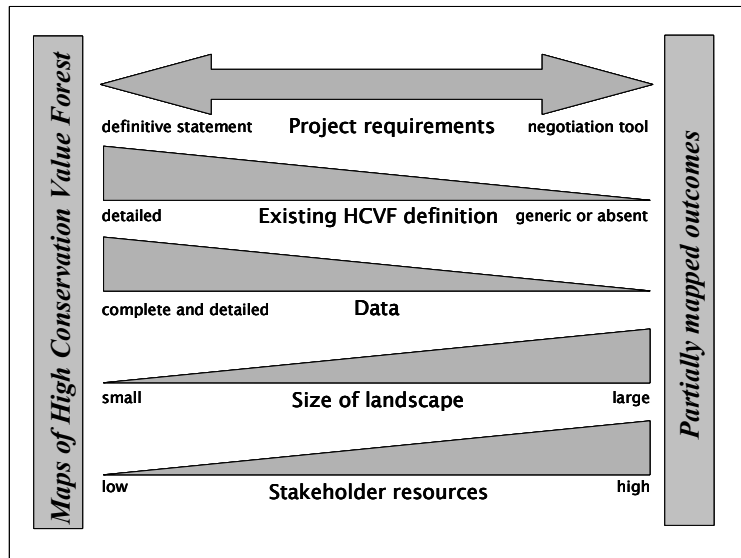 Maps of High Conservation Value Forest
definitive statement Project requirements negotiation tool
detailed Existing HCVF definition generic or absent
complete and detailed Data
small Size of landscape large
low Stakeholder resources high
Partially mapped outcomes